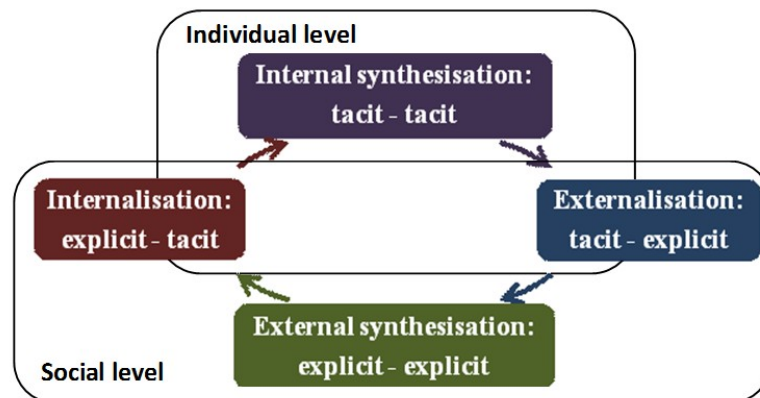 Individual level
Internal synthesisation:
tacit - tacit
Internalisation:
explicit - tacit
Externalisation:
tacit - explicit
External synthesisation:
explicit - explicit
Social level